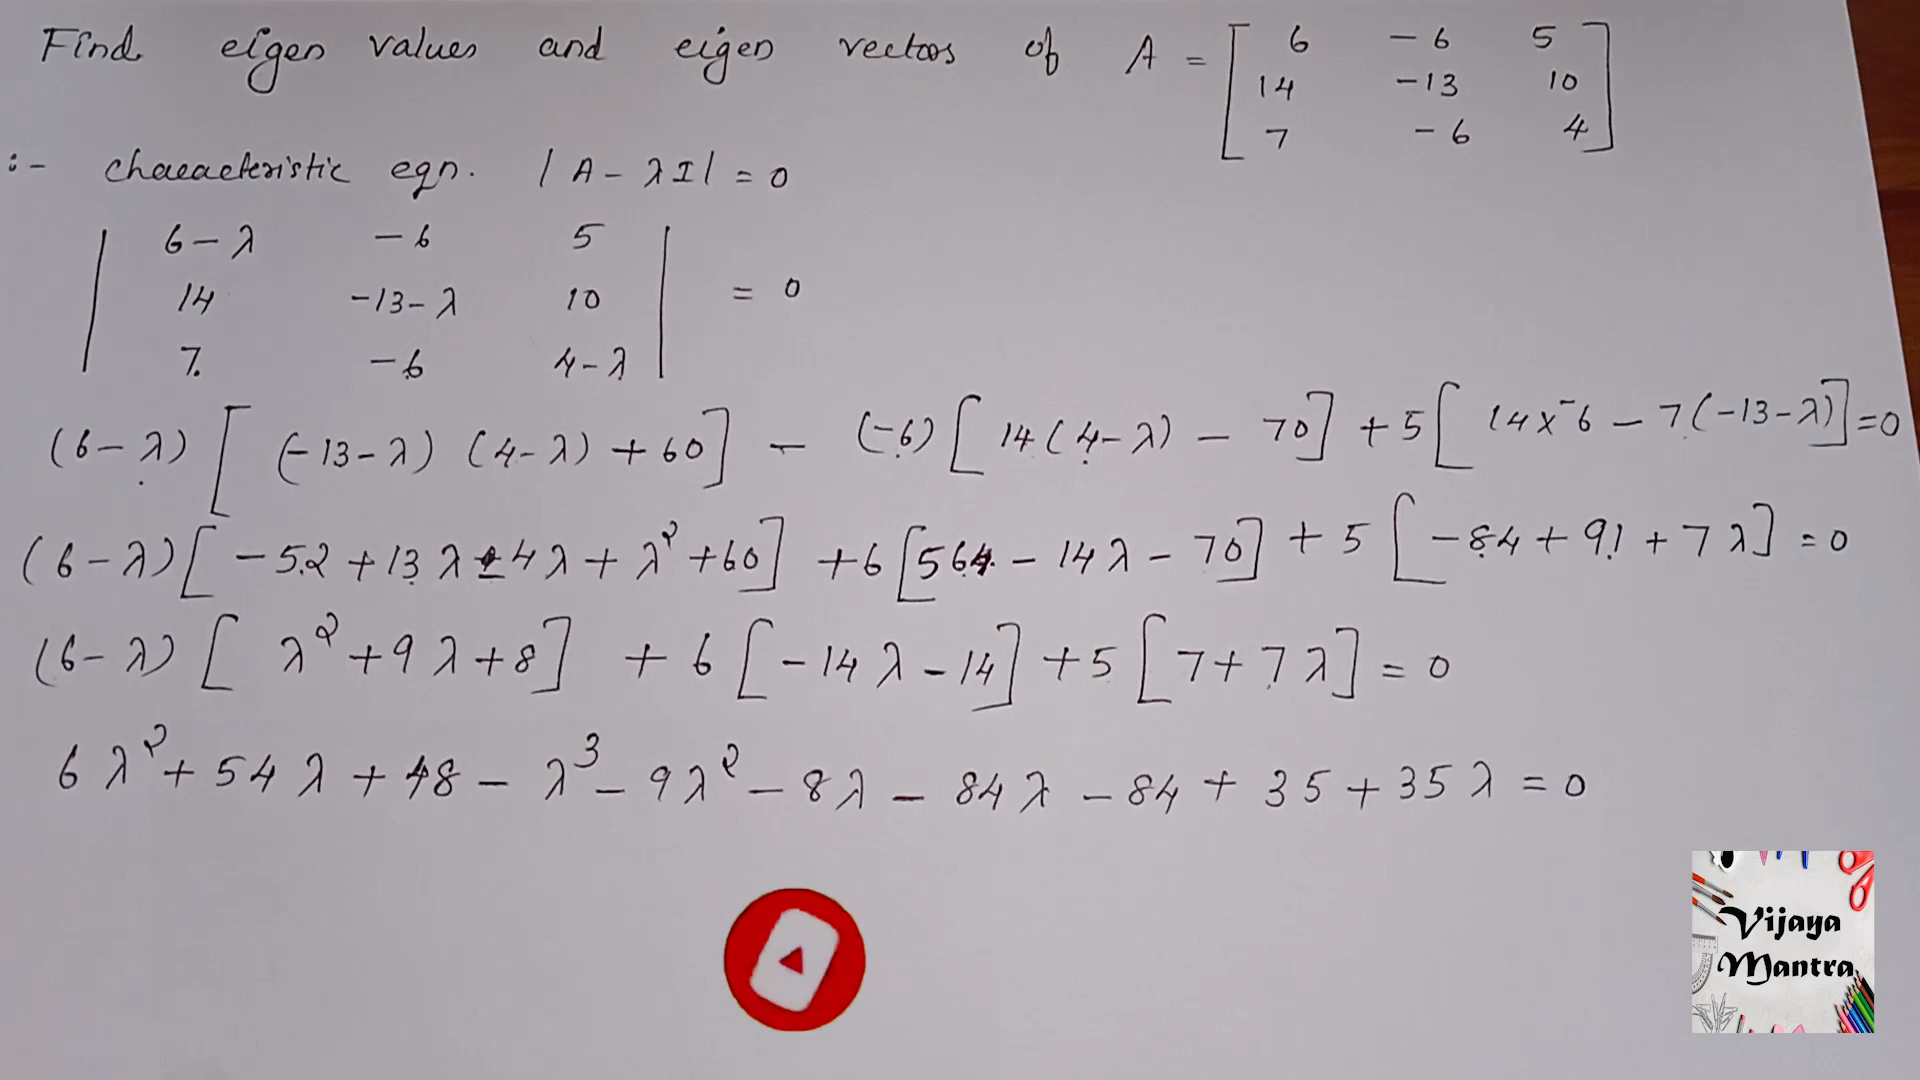 Find eigen values and eigen vectors of A = [ 6 -6 5
14 -13 10
7 -6 4 ]
:- characteristic eqn. |A - λI| = 0
| 6-λ -6 5 |
| 14 -13-λ 10 | = 0
| 7 -6 4-λ |
(6-λ) [ (-13-λ) (4-λ) + 60 ] - (-6) [ 14(4-λ) - 70 ] + 5 [ 14x-6 - 7(-13-λ) ] = 0
(6-λ) [ -52 + 13λ - 4λ + λ² + 60 ] + 6 [ 56 - 14λ - 70 ] + 5 [ -84 + 91 + 7λ ] = 0
(6-λ) [ λ² + 9λ + 8 ] + 6 [ -14λ - 14 ] + 5 [ 7 + 7λ ] = 0
6λ² + 54λ + 48 - λ³ - 9λ² - 8λ - 84λ - 84 + 35 + 35λ = 0
Vijaya
Mantra